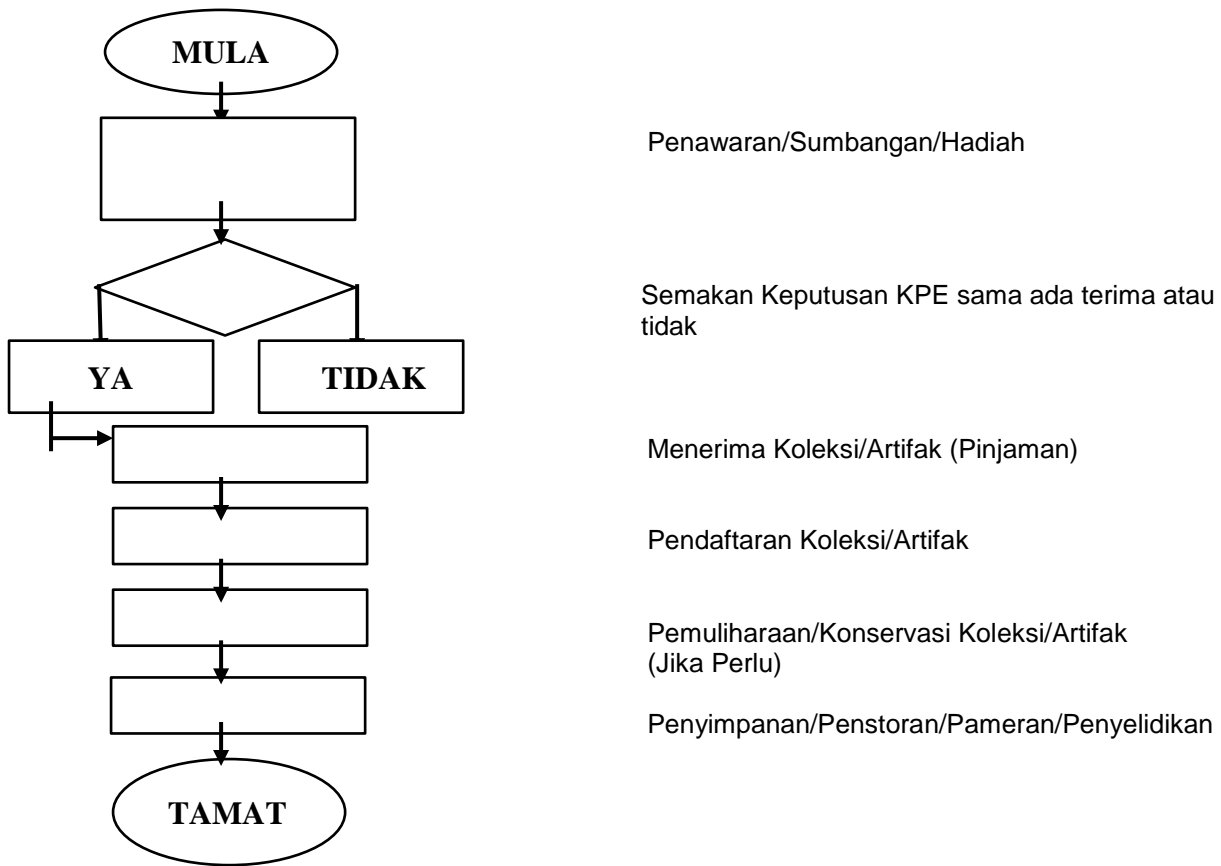 MULA
Penawaran/Sumbangan/Hadiah
Semakan Keputusan KPE sama ada terima atau
tidak
YA
TIDAK
Menerima Koleksi/Artifak (Pinjaman)
Pendaftaran Koleksi/Artifak
Pemuliharaan/Konservasi Koleksi/Artifak
(Jika Perlu)
Penyimpanan/Penstoran/Pameran/Penyelidikan
TAMAT